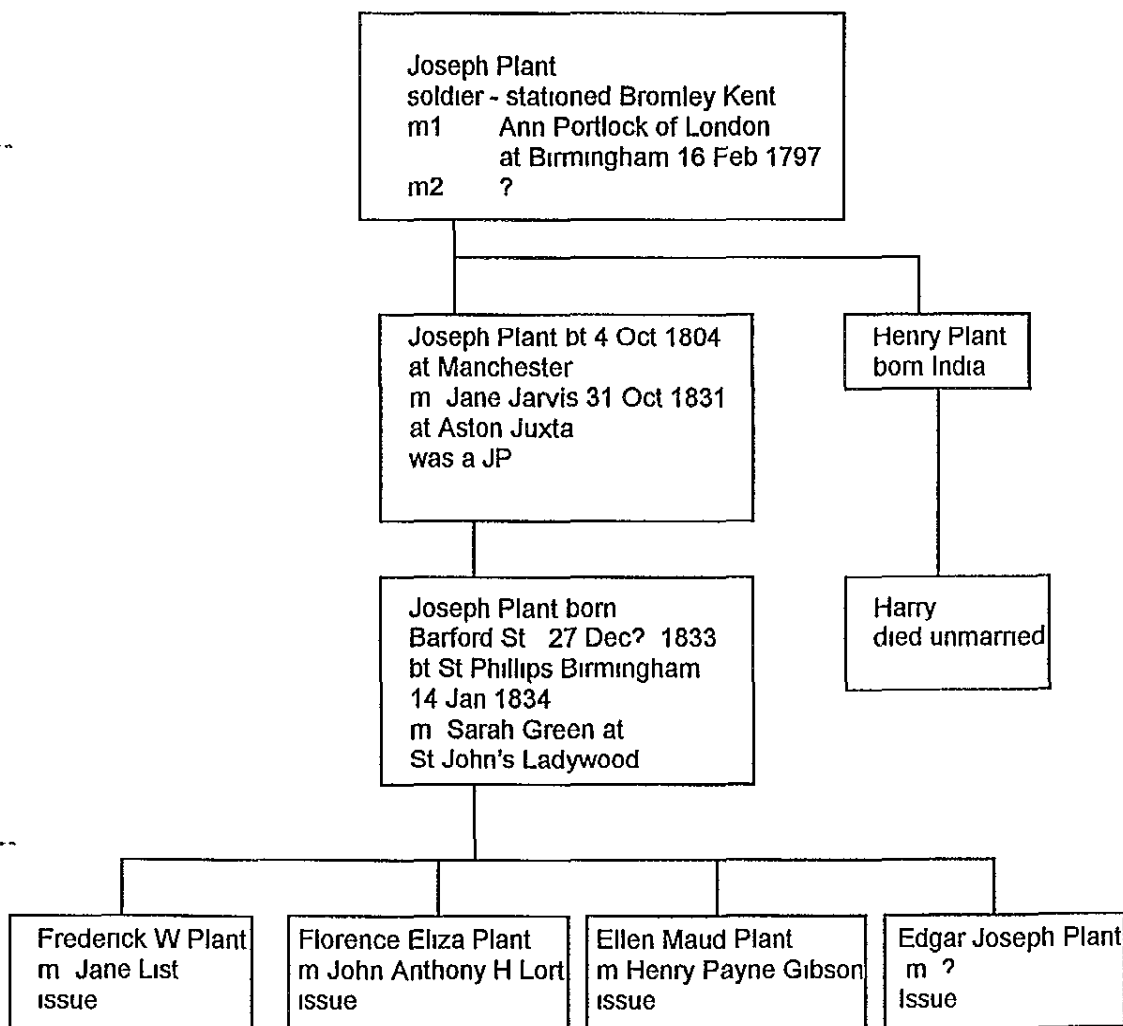 Joseph Plant
soldier - stationed Bromley Kent
m1 Ann Portlock of London
at Birmingham 16 Feb 1797
m2 ?
Joseph Plant bt 4 Oct 1804
at Manchester
m Jane Jarvis 31 Oct 1831
at Aston Juxta
was a JP
Henry Plant
born India
Joseph Plant born
Barford St 27 Dec? 1833
bt St Phillips Birmingham
14 Jan 1834
m Sarah Green at
St John's Ladywood
Harry
died unmarried
Frederick W Plant
m Jane List
issue
Florence Eliza Plant
m John Anthony H Lort
issue
Ellen Maud Plant
m Henry Payne Gibson
issue
Edgar Joseph Plant
m ?
Issue